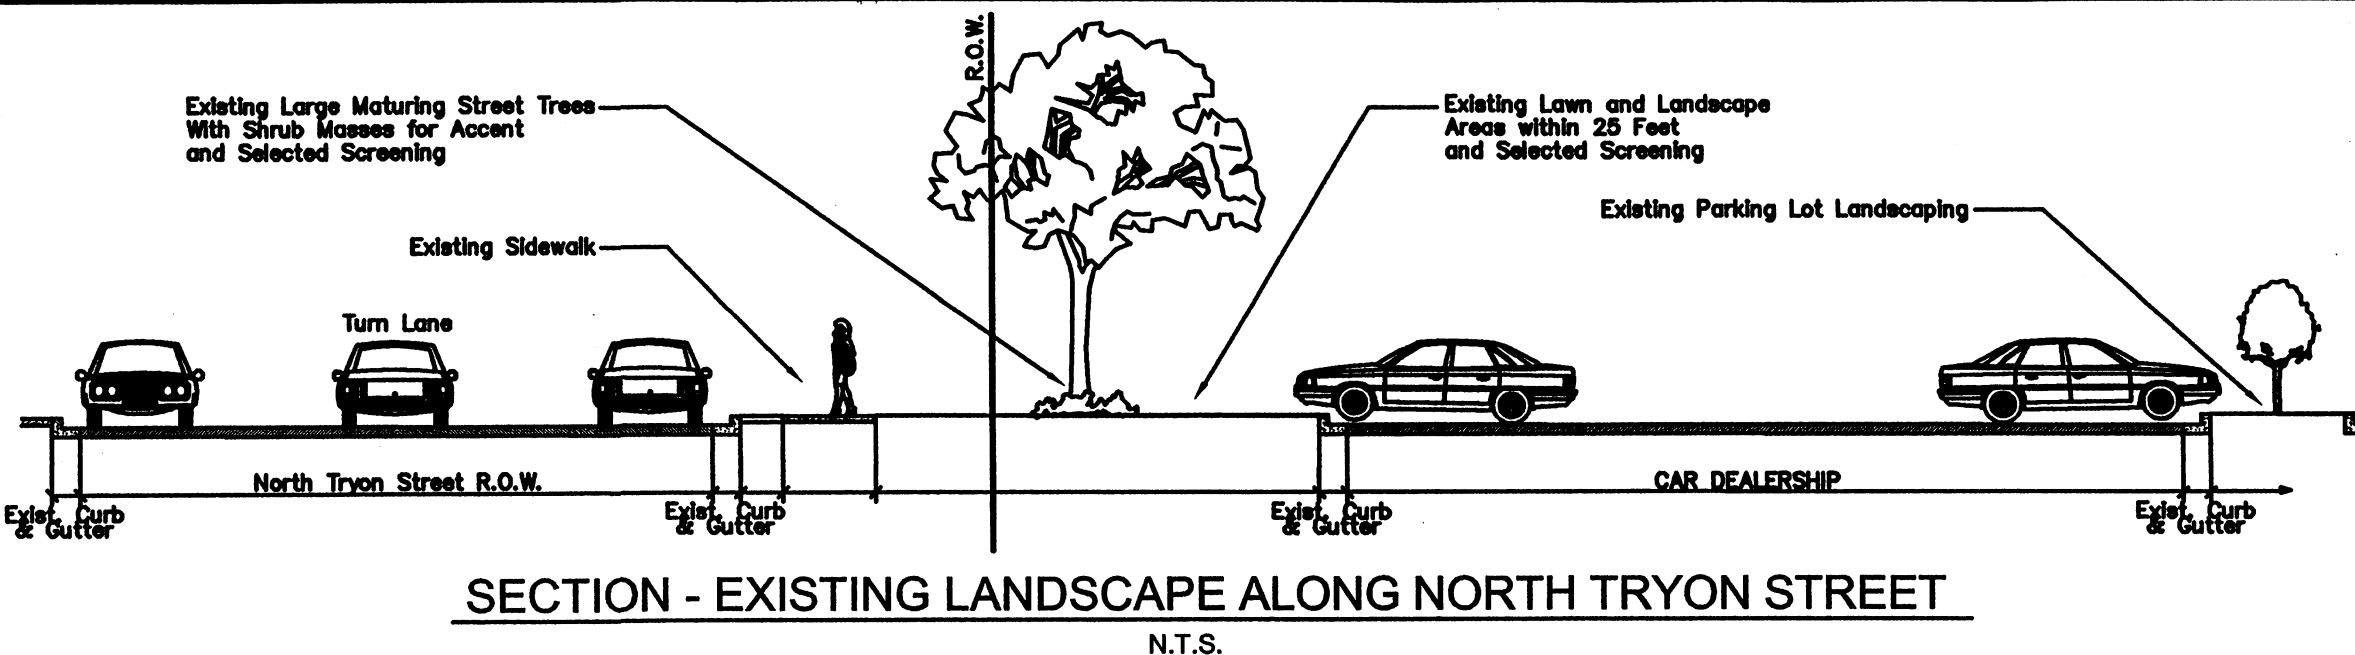 R.O.W.
Existing Large Maturing Street Trees
With Shrub Masses for Accent
and Selected Screening
Existing Lawn and Landscape
Areas within 25 Feet
and Selected Screening
Existing Parking Lot Landscaping
Existing Sidewalk
Turn Lane
North Tryon Street R.O.W.
CAR DEALERSHIP
Exist. Curb
& Gutter
Exist. Curb
& Gutter
Exist. Curb
& Gutter
Exist. Curb
& Gutter
SECTION - EXISTING LANDSCAPE ALONG NORTH TRYON STREET
N.T.S.